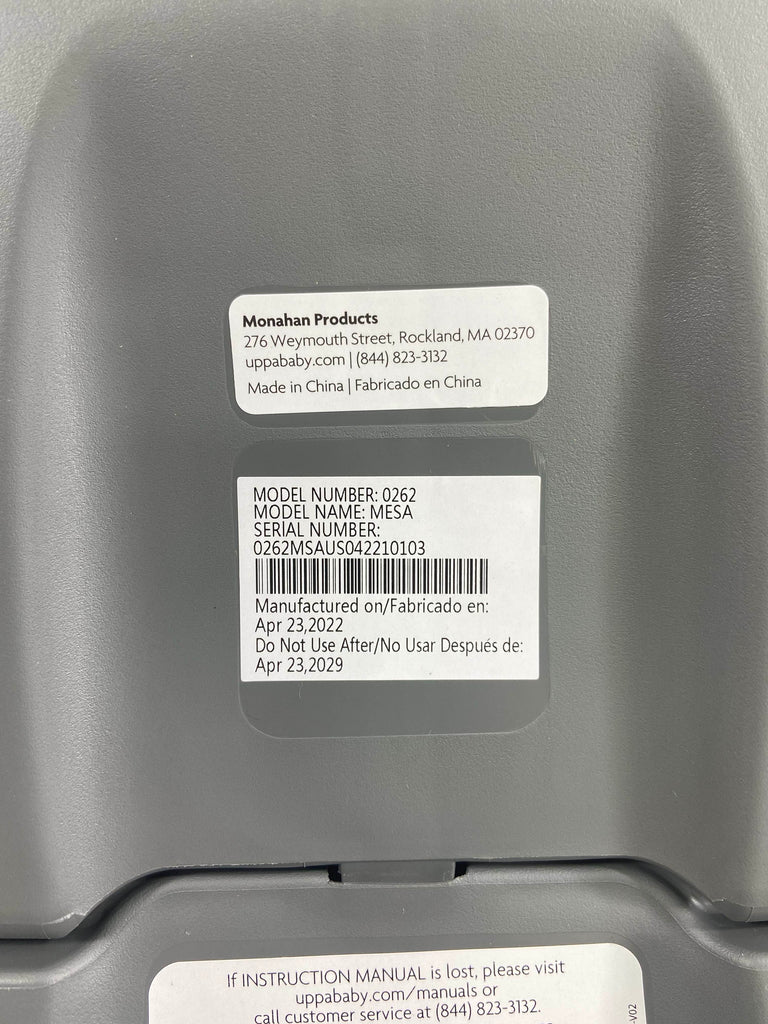 Monahan Products
276 Weymouth Street, Rockland, MA 02370
uppababy.com | (844) 823-3132
Made in China | Fabricado en China
MODEL NUMBER: 0262
MODEL NAME: MESA
SERIAL NUMBER:
0262MSAUS042210103
Manufactured on/Fabricado en:
Apr 23,2022
Do Not Use After/No Usar Después de:
Apr 23,2029
If INSTRUCTION MANUAL is lost, please visit
uppababy.com/manuals or
call customer service at (844) 823-3132.
-V02